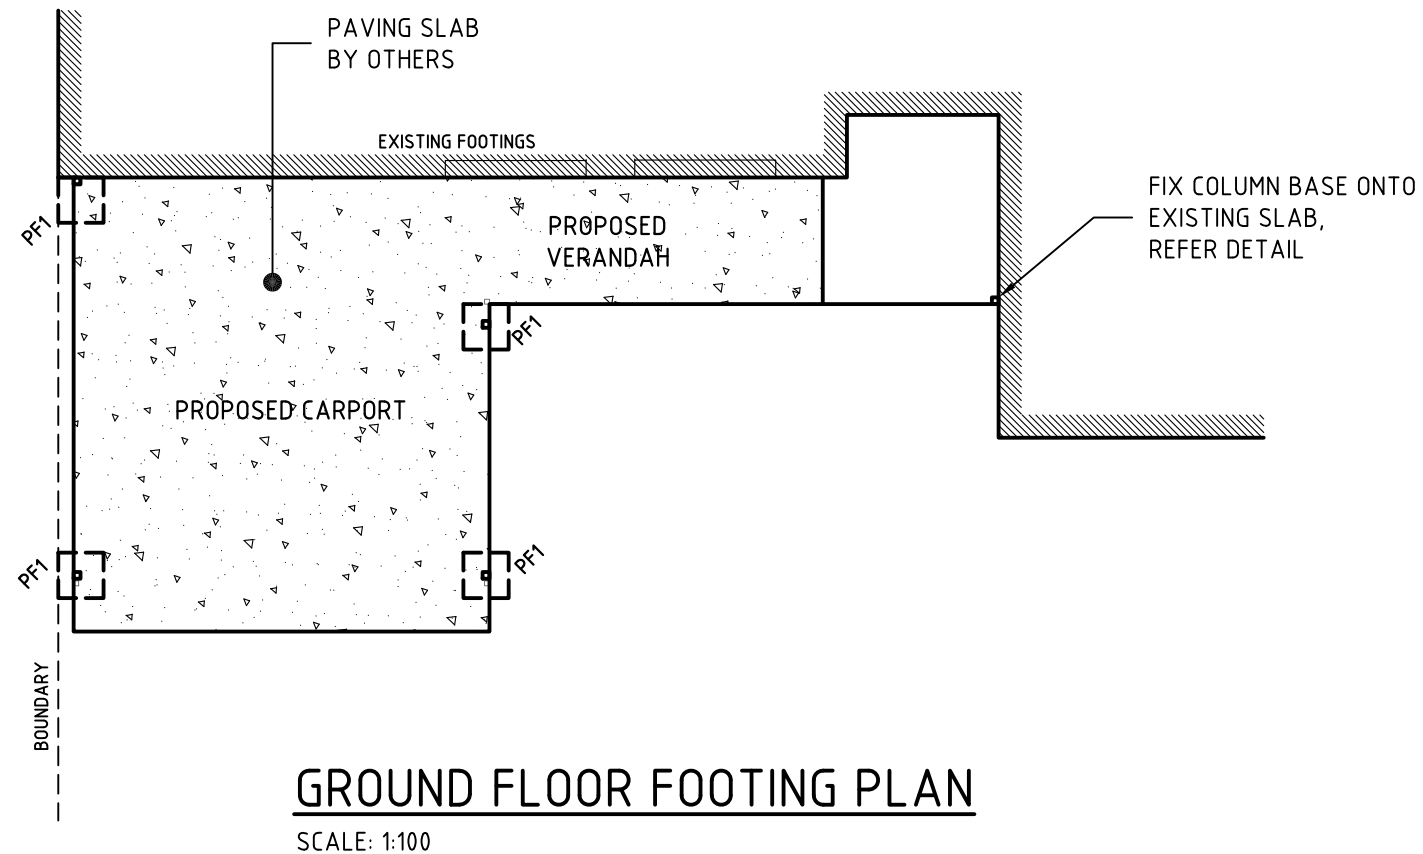 PAVING SLAB
BY OTHERS
EXISTING FOOTINGS
FIX COLUMN BASE ONTO
EXISTING SLAB,
REFER DETAIL
PF1
PROPOSED
VERANDAH
PF1
PROPOSED CARPORT
PF1
PF1
BOUNDARY
GROUND FLOOR FOOTING PLAN
SCALE: 1:100